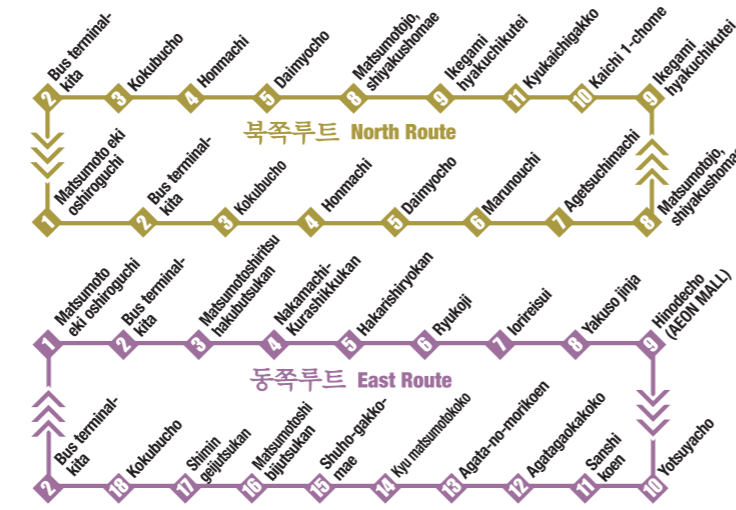 2
Bus terminal-
kita
3
Kokubucho
4
Honmachi
5
Daimyocho
8
Matsumotojo,
shiyakushomae
9
Ikegami
hyakuchikutei
11
Kyukaichigakko
10
Kaichi 1-chome
9
Ikegami
hyakuchikutei
북쪽루트 North Route
1
Matsumoto eki
oshiroguchi
2
Bus terminal-
kita
3
Kokubucho
4
Honmachi
5
Daimyocho
6
Marunouchi
7
Agetsuchimachi
8
Matsumotojo,
shiyakushomae
1
Matsumoto
eki oshiroguchi
2
Bus terminal-
kita
3
Matsumotoshiritsu
hakubutsukan
4
Nakamachi-
Kurashikkukan
5
Hakarishiryokan
6
Ryukoji
7
Iorireisui
8
Yakuso jinja
9
Hinodecho
(AEON MALL)
동쪽루트 East Route
2
Bus terminal-
kita
18
Kokubucho
17
Shimin
geijutsukan
16
Matsumotoshi
bijutsukan
15
Shuho-gakko-
mae
14
Kyu matsumotokoko
13
Agata-no-morikoen
12
Agatagaokakoko
11
Sanshi
koen
10
Yotsuyacho